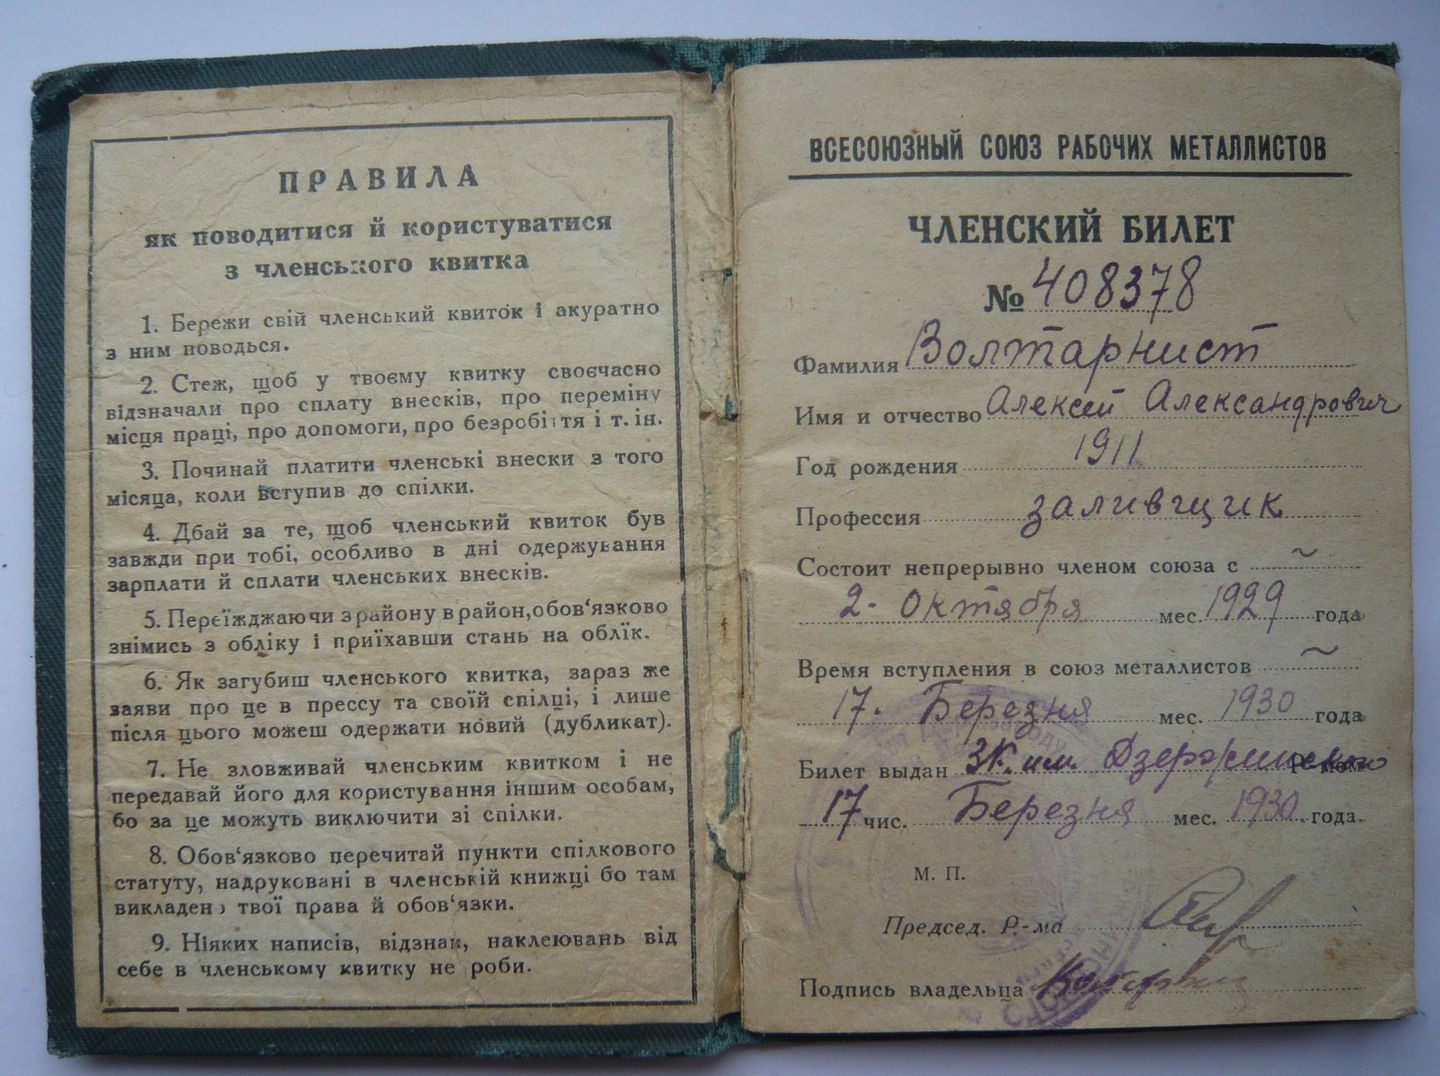 ПРАВИЛА
як поводитися й користуватися
з членського квитка
1. Бережи свій членський квиток і акуратно
з ним поводься.
2. Стеж, щоб у твоєму квитку своєчасно
відзначали про сплату внесків, про переміну
місця праці, про допомоги, про безробіття і т. ін.
3. Починай платити членські внески з того
місяца, коли вступив до спілки.
4. Дбай за те, щоб членський квиток був
завжди при тобі, особливо в дні одержування
зарплати й сплати членських внесків.
5. Переїжджаючи з району в район, обов‘язково
знімись з обліку і приїхавши стань на облїк.
6. Як загубиш членського квитка, зараз же
заяви про це в прессу та своїй спілці, і лише
після цього можеш одержати новий (дубликат).
7. Не зловживай членським квитком і не
передавай його для користування іншим особам,
бо за це можуть виключити зі спілки.
8. Обов‘язково перечитай пункти спілкового
статуту, надруковані в членській книжці бо там
викладено твої права й обов‘язки.
9. Ніяких написів, відзнак, наклеювань від
себе в членському квитку не роби.
ВСЕСОЮЗНЫЙ СОЮЗ РАБОЧИХ МЕТАЛЛИСТОВ
ЧЛЕНСКИЙ БИЛЕТ
№ 408378
Фамилия Волтарнист
Имя и отчество Алексей Александрович
Год рождения 1911
Профессия заливщик
Состоит непрерывно членом союза с ~
2. Октября мес. 1929 года
Время вступления в союз металлистов ~
17. Березня мес. 1930 года
Билет выдан ЗК. им. Дзержинского Р-мом
17 чис. Березня мес. 1930. года.
М. П.
Председ. Р-ма
Подпись владельца